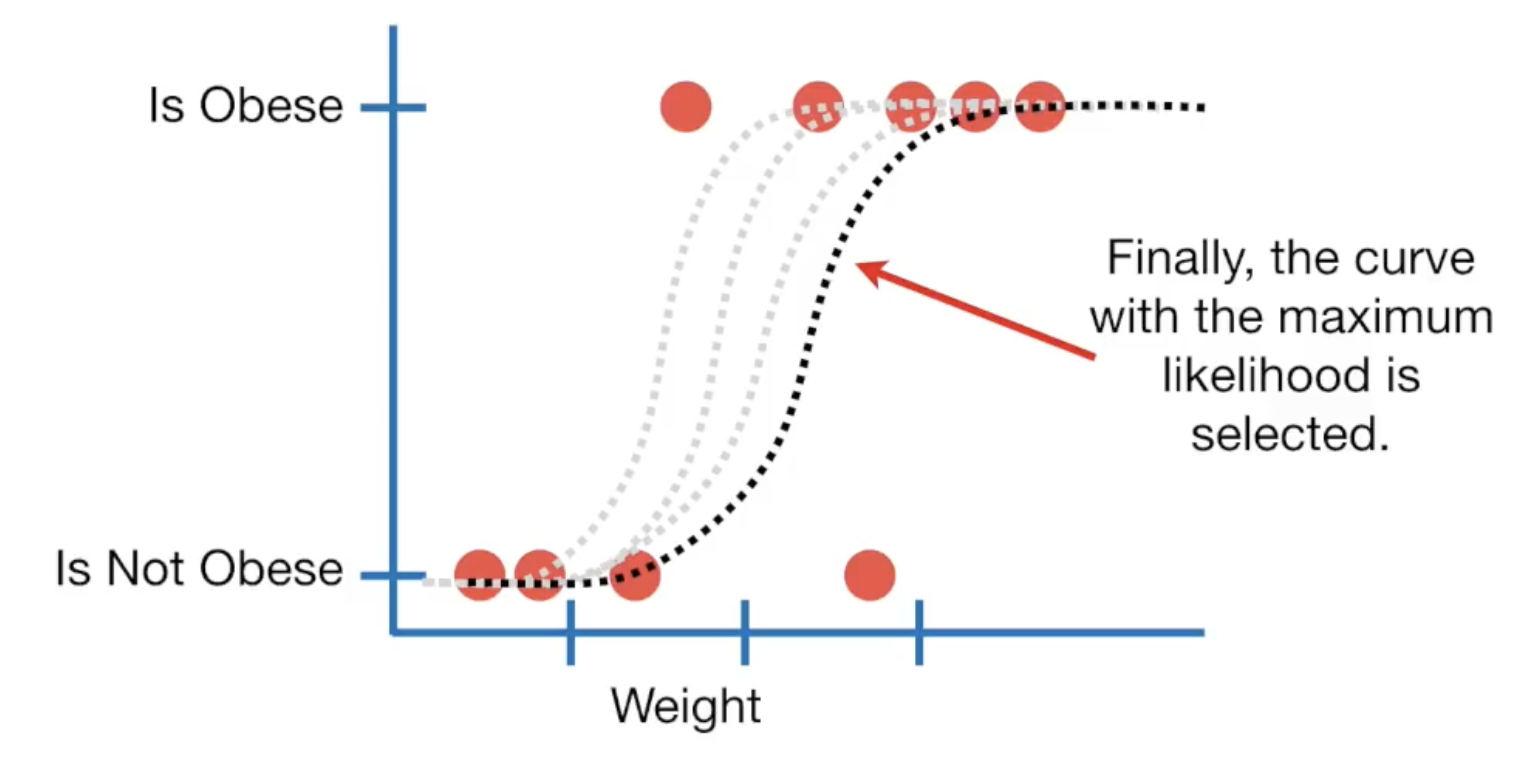 Is Obese
Finally, the curve
with the maximum
likelihood is
selected.
Is Not Obese
Weight